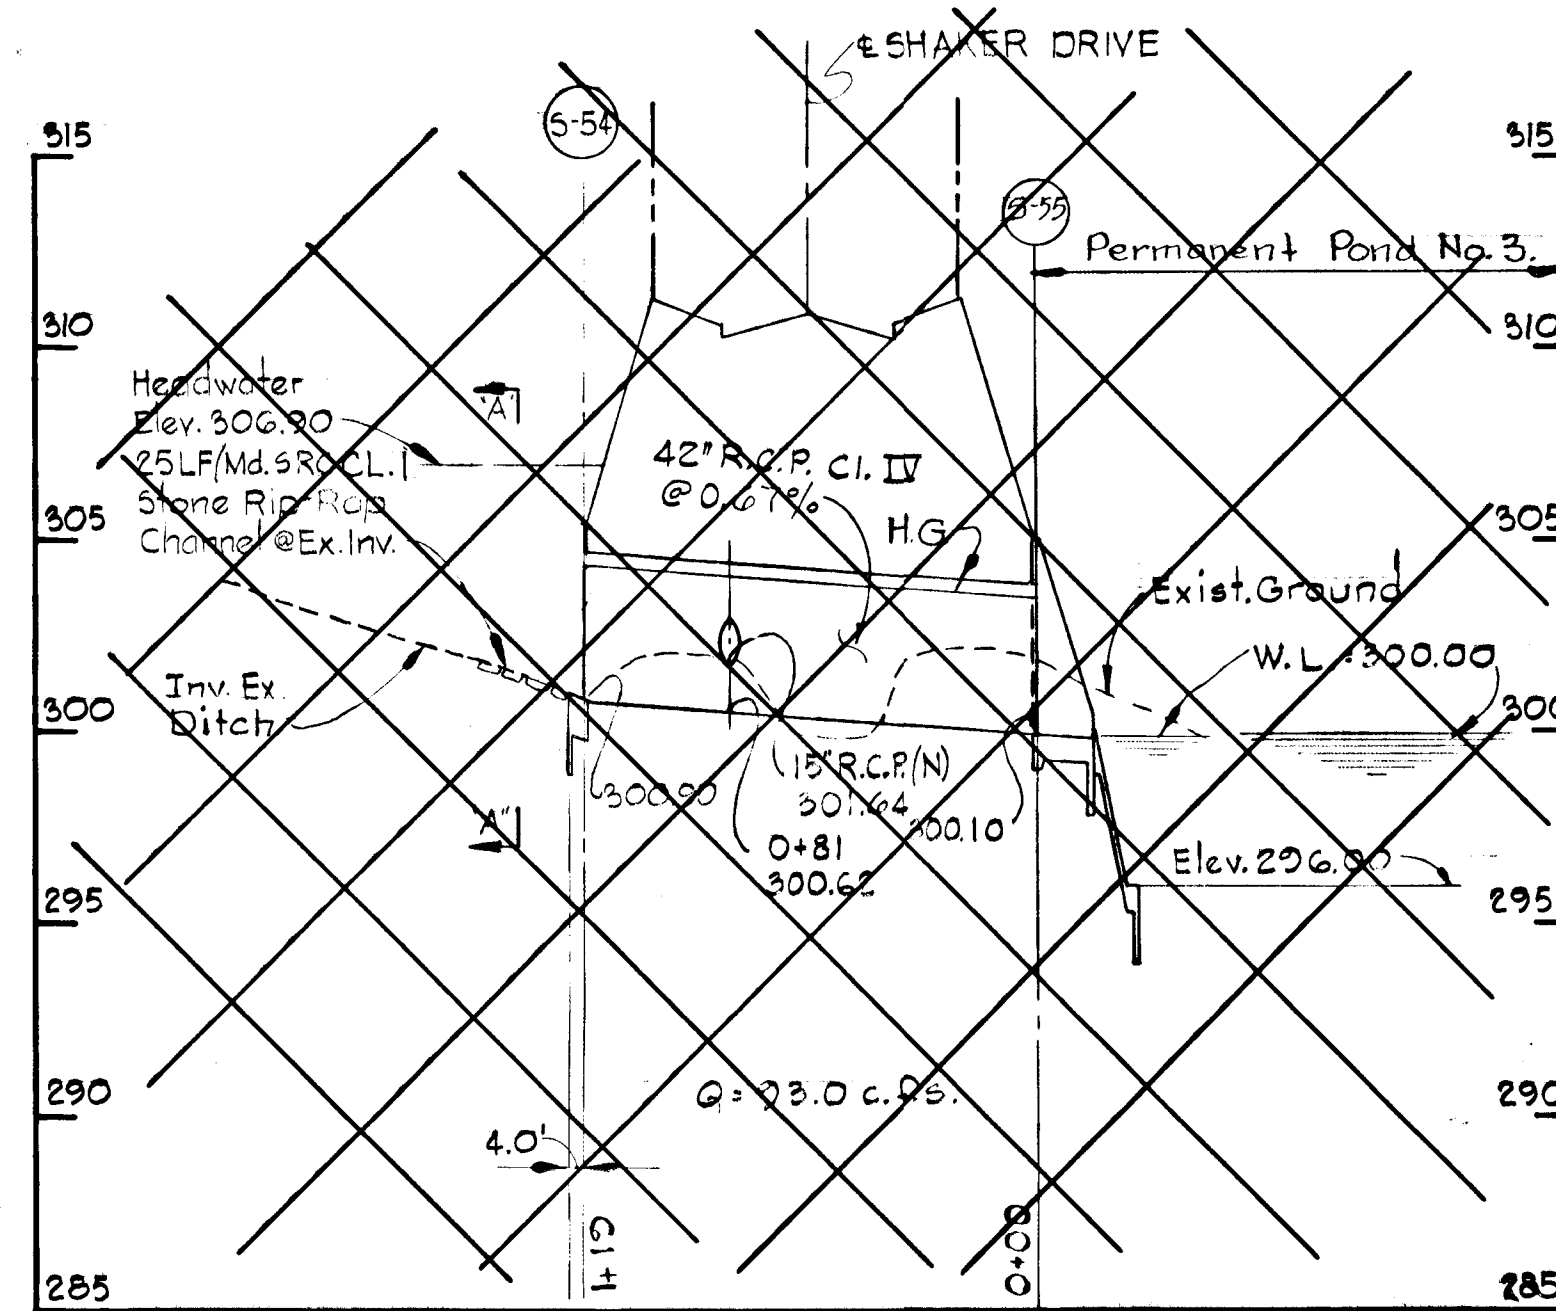 ℄ SHAKER DRIVE
S-54
315
315
S-55
Permanent Pond No. 3.
310
310
Headwater
Elev. 306.90
25 LF/Md. SRC CL. I
Stone Rip-Rap
Channel @ Ex. Inv.
"A"
42" R.C.P. Cl. IV
@ 0.67%
H.G.
305
305
Exist. Ground
W.L. 300.00
Inv. Ex.
Ditch
300
300
15" R.C.P. (N)
301.64
300.90
300.10
0+81
300.62
"A"
Elev. 296.00
295
295
290
290
4.0'
0+00
285
285